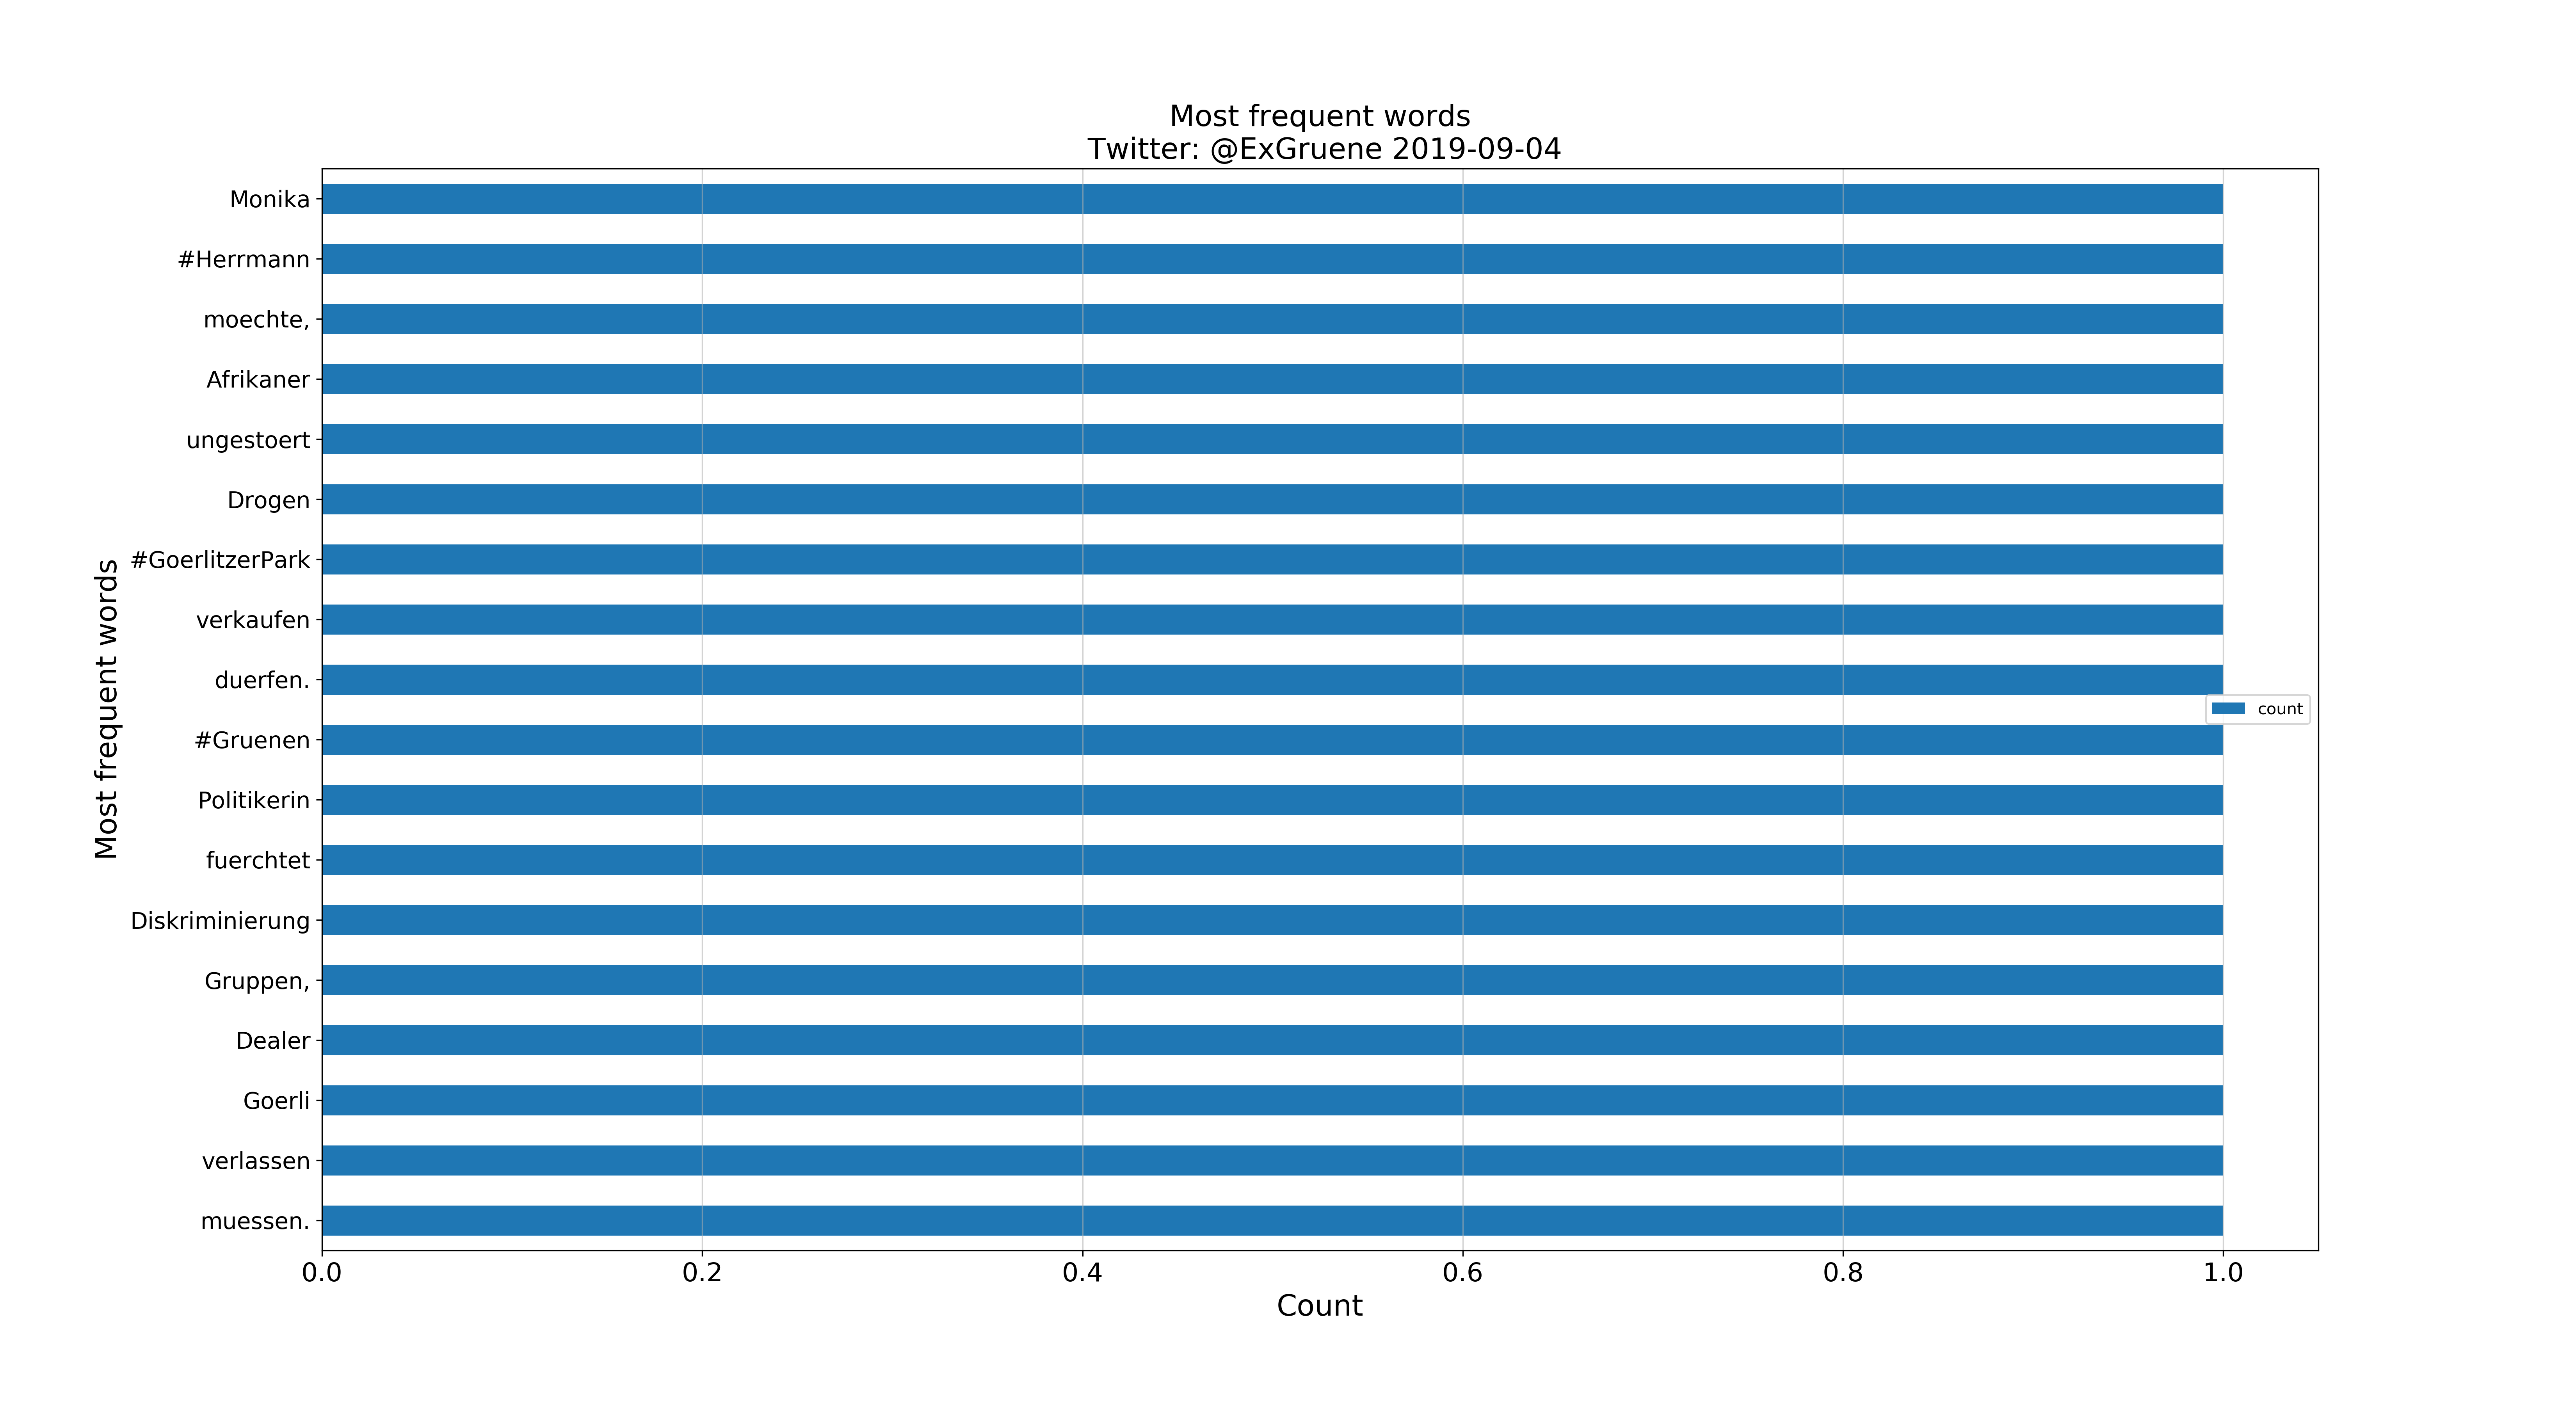 Most frequent words
Twitter: @ExGruene 2019-09-04
Most frequent words
Monika
#Herrmann
moechte,
Afrikaner
ungestoert
Drogen
#GoerlitzerPark
verkaufen
duerfen.
#Gruenen
Politikerin
fuerchtet
Diskriminierung
Gruppen,
Dealer
Goerli
verlassen
muessen.
count
0.0 0.2 0.4 0.6 0.8 1.0
Count